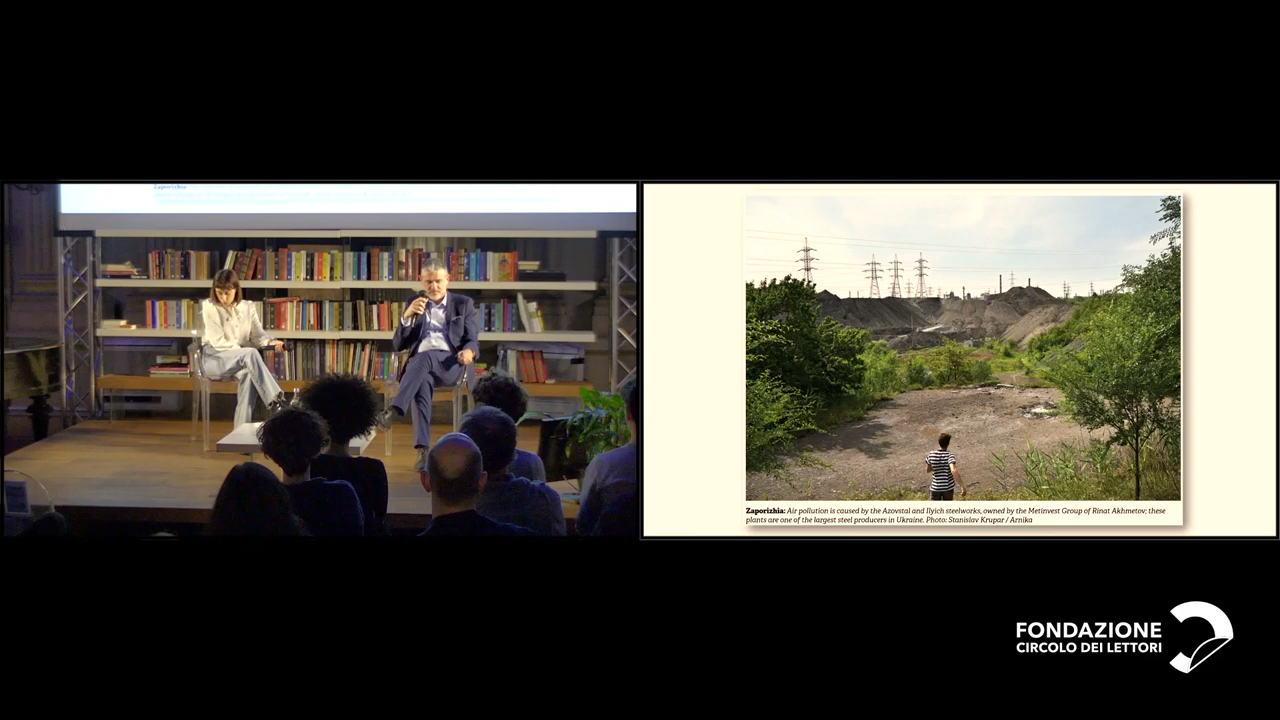 Zaporizhia
Zaporizhia: Air pollution is caused by the Azovstal and Ilyich steelworks, owned by the Metinvest Group of Rinat Akhmetov; these
plants are one of the largest steel producers in Ukraine. Photo: Stanislav Krupar / Arnika
FONDAZIONE
CIRCOLO DEI LETTORI